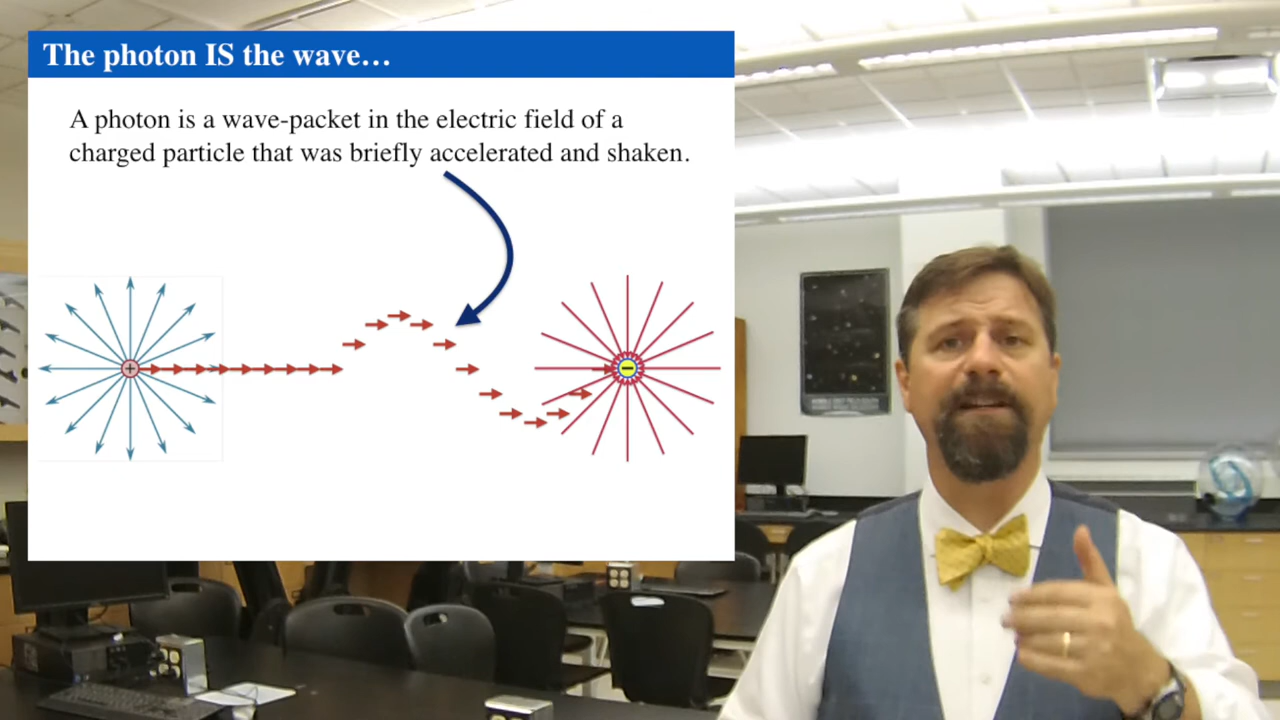 The photon IS the wave…
A photon is a wave-packet in the electric field of a
charged particle that was briefly accelerated and shaken.
+
−